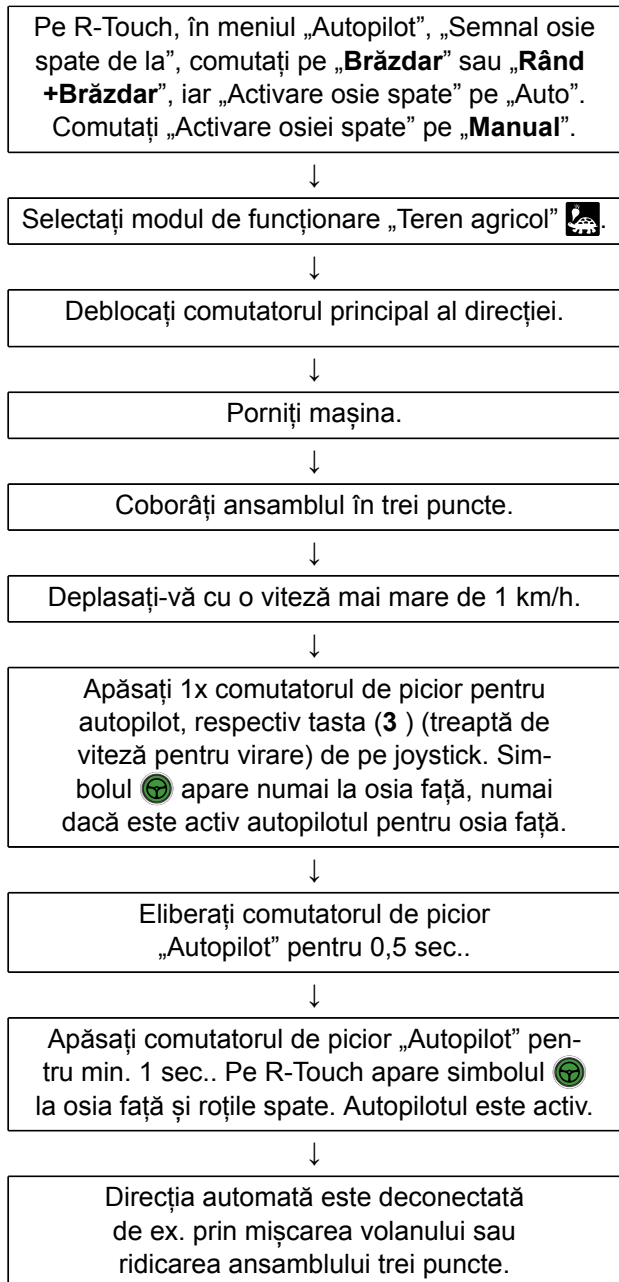 Pe R-Touch, în meniul „Autopilot”, „Semnal osie
spate de la”, comutați pe „Brăzdar” sau „Rând
+Brăzdar”, iar „Activare osie spate” pe „Auto”.
Comutați „Activare osiei spate” pe „Manual”.
↓
Selectați modul de funcționare „Teren agricol” .
↓
Deblocați comutatorul principal al direcției.
↓
Porniți mașina.
↓
Coborâți ansamblul în trei puncte.
↓
Deplasați-vă cu o viteză mai mare de 1 km/h.
↓
Apăsați 1x comutatorul de picior pentru
autopilot, respectiv tasta (3 ) (treaptă de
viteză pentru virare) de pe joystick. Sim-
bolul apare numai la osia față, numai
dacă este activ autopilotul pentru osia față.
↓
Eliberați comutatorul de picior
„Autopilot” pentru 0,5 sec..
↓
Apăsați comutatorul de picior „Autopilot” pen-
tru min. 1 sec.. Pe R-Touch apare simbolul
la osia față și roțile spate. Autopilotul este activ.
↓
Direcția automată este deconectată
de ex. prin mișcarea volanului sau
ridicarea ansamblului trei puncte.